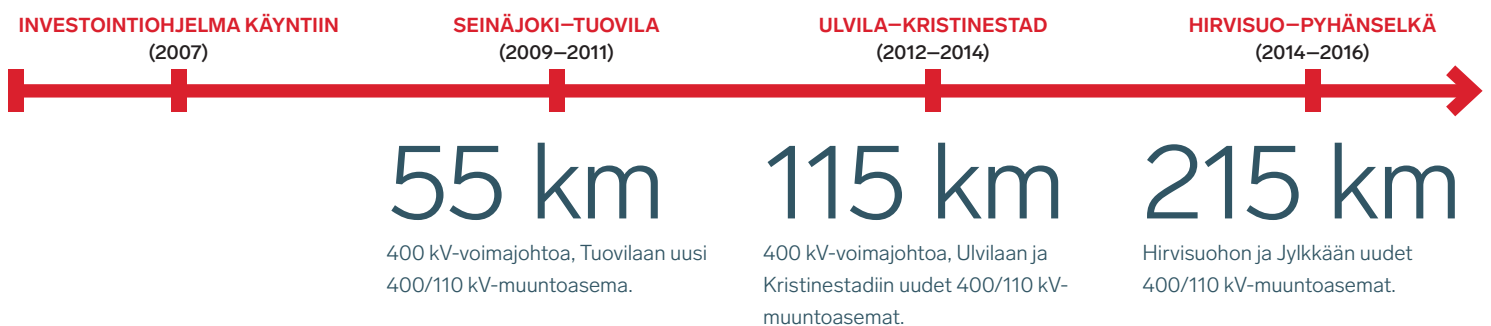 INVESTOINTIOHJELMA KÄYNTIIN
(2007)
SEINÄJOKI–TUOVILA
(2009–2011)
ULVILA–KRISTINESTAD
(2012–2014)
HIRVISUO–PYHÄNSELKÄ
(2014–2016)
55 km
400 kV-voimajohtoa, Tuovilaan uusi
400/110 kV-muuntoasema.
115 km
400 kV-voimajohtoa, Ulvilaan ja
Kristinestadiin uudet 400/110 kV-
muuntoasemat.
215 km
Hirvisuohon ja Jylkkään uudet
400/110 kV-muuntoasemat.